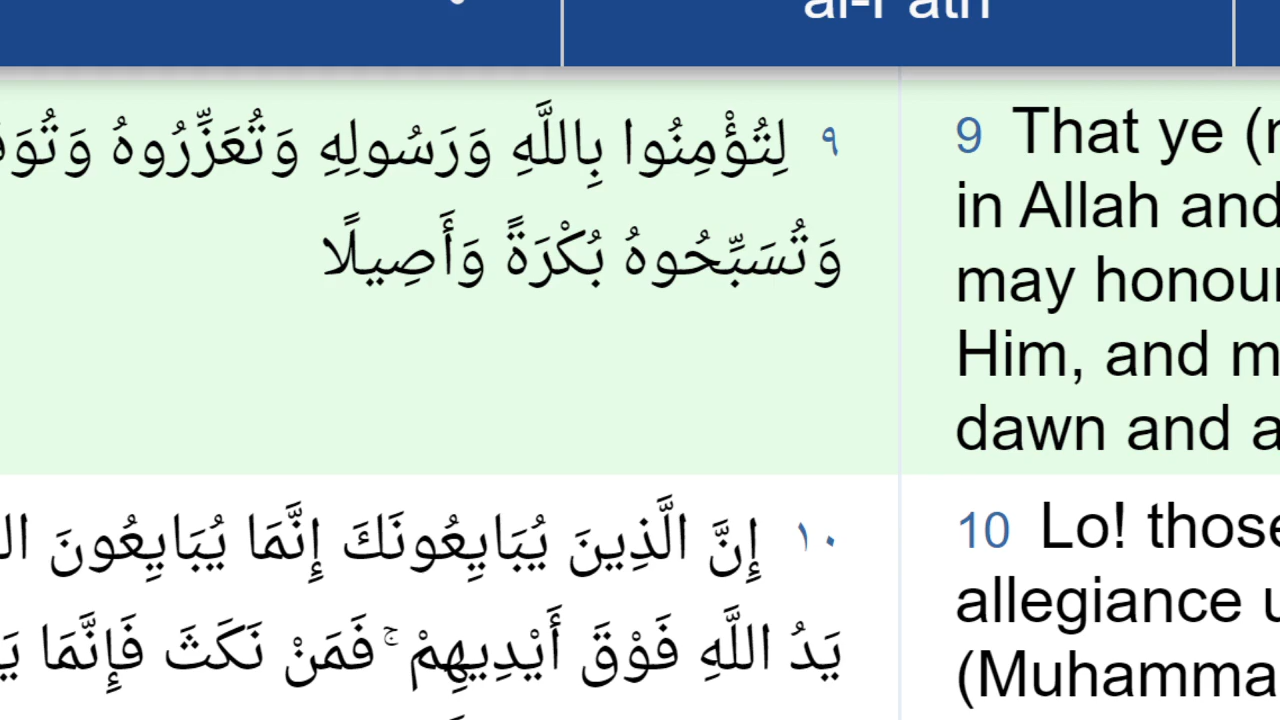 al-Fath
٩ لِتُؤْمِنُوا بِاللَّهِ وَرَسُولِهِ وَتُعَزِّرُوهُ
وَتُسَبِّحُوهُ بُكْرَةً وَأَصِيلًا
9 That ye
in Allah and
may honour
Him, and
dawn and
١٠ إِنَّ الَّذِينَ يُبَايِعُونَكَ إِنَّمَا يُبَايِعُونَ
يَدُ اللَّهِ فَوْقَ أَيْدِيهِمْ ۚ فَمَنْ نَكَثَ فَإِنَّمَا
10 Lo! those
allegiance
(Muhamma